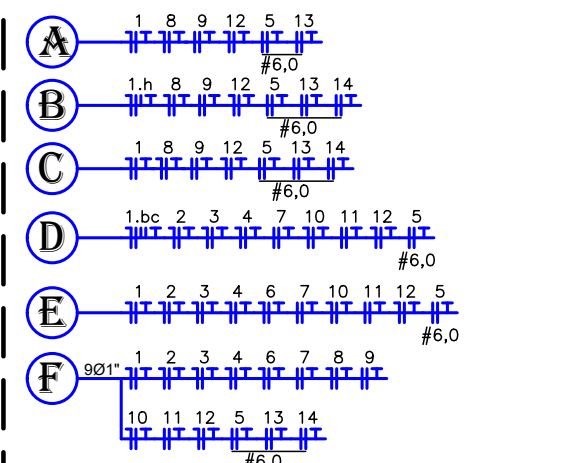 A 1 8 9 12 5 13
#6,0
B 1.h 8 9 12 5 13 14
#6,0
C 1 8 9 12 5 13 14
#6,0
D 1.bc 2 3 4 7 10 11 12 5
#6,0
E 1 2 3 4 6 7 10 11 12 5
#6,0
F 9Ø1" 1 2 3 4 6 7 8 9
10 11 12 5 13 14
#6,0